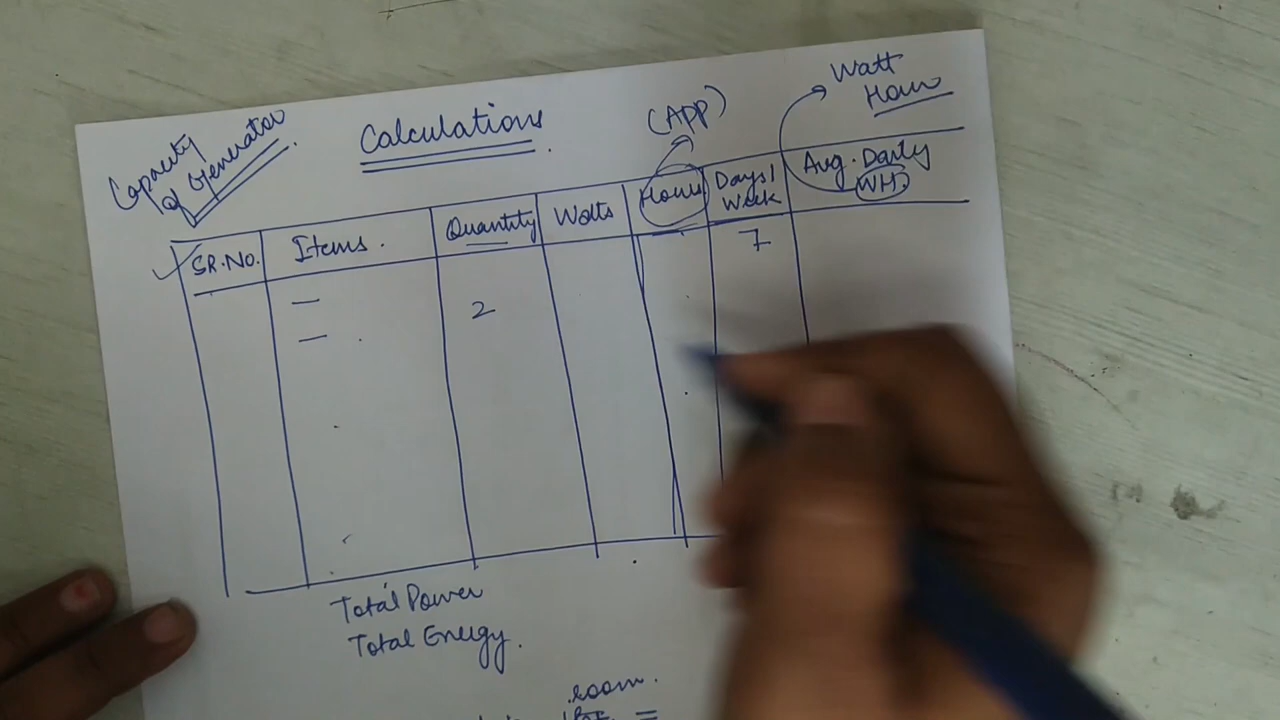 Capacity
of Generator
Calculations
(APP)
Watt
Hour
SR.No. Items. Quantity Watts Hours Days/ Week Avg. Daily WH.
7
2
Total Power
Total Energy.
room.
=